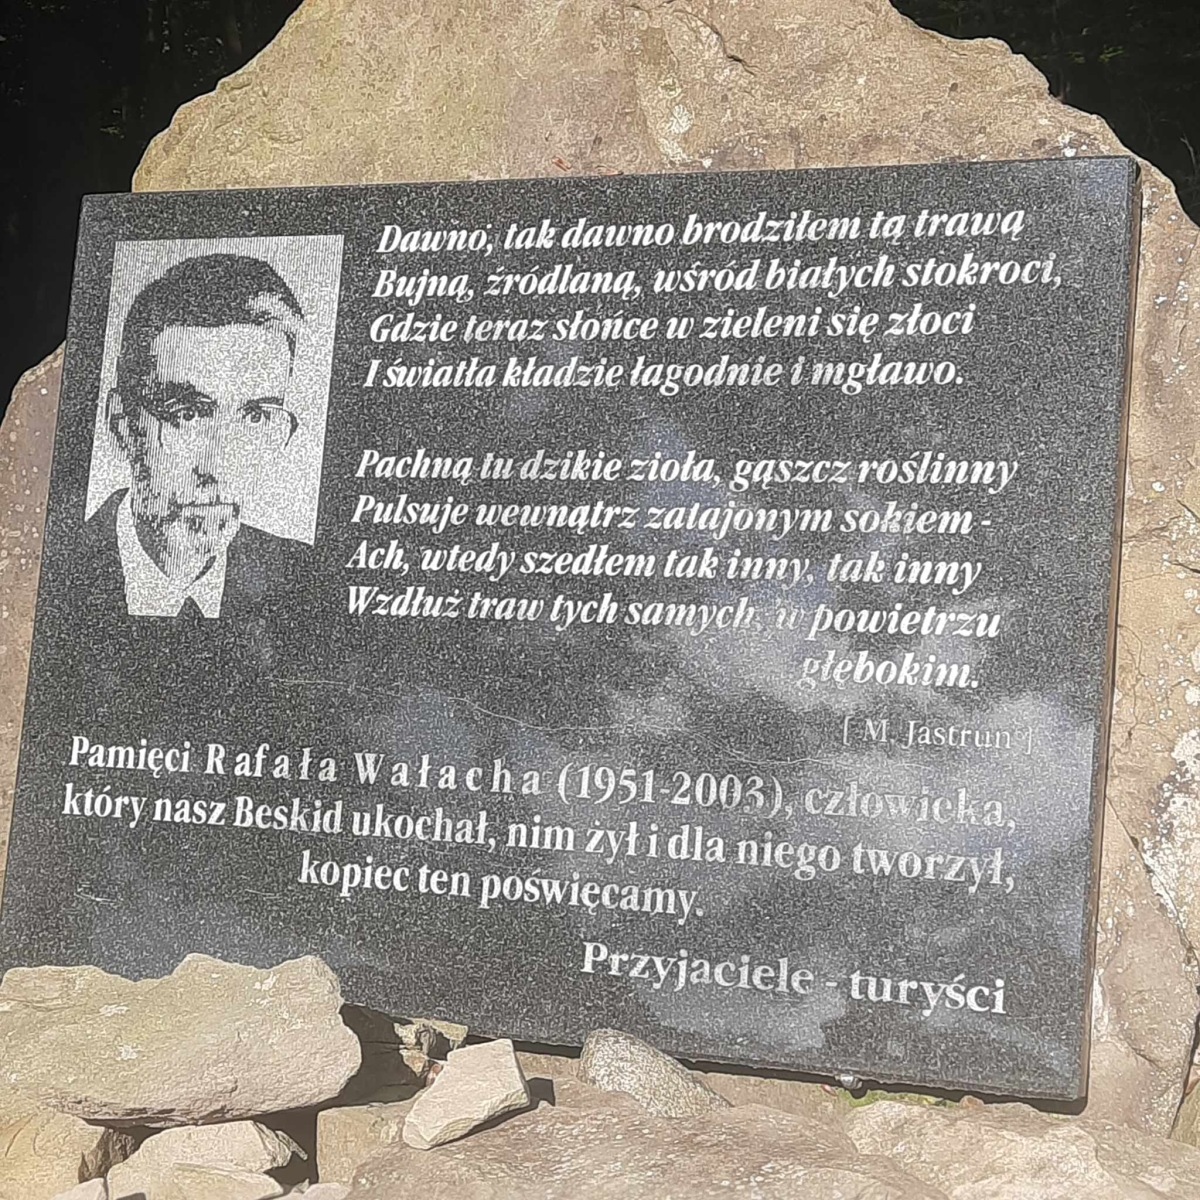 Dawno, tak dawno brodziłem tą trawą
Bujną, źródlaną, wśród białych stokroci,
Gdzie teraz słońce w zieleni się złoci
I światła kładzie łagodnie i mgławo.
Pachną tu dzikie zioła, gąszcz roślinny
Pulsuje wewnątrz zatajonym sokiem -
Ach, wtedy szedłem tak inny, tak inny
Wzdłuż traw tych samych, w powietrzu
głębokim.
[ M. Jastrun ]
Pamięci Rafała Wałacha (1951-2003), człowieka,
który nasz Beskid ukochał, nim żył i dla niego tworzył,
kopiec ten poświęcamy.
Przyjaciele - turyści